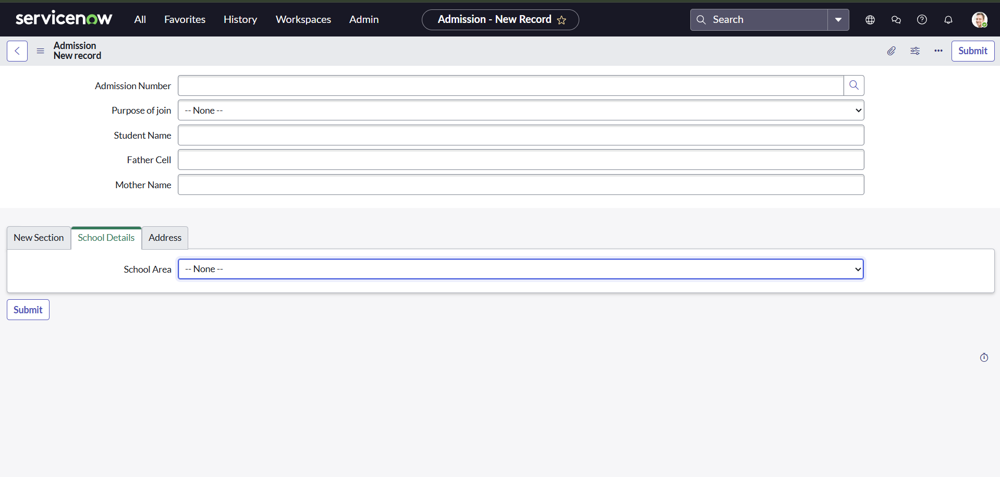 servicenow All Favorites History Workspaces Admin Admission - New Record Search
Admission
New record
Submit
Admission Number
Purpose of join -- None --
Student Name
Father Cell
Mother Name
New Section School Details Address
School Area -- None --
Submit